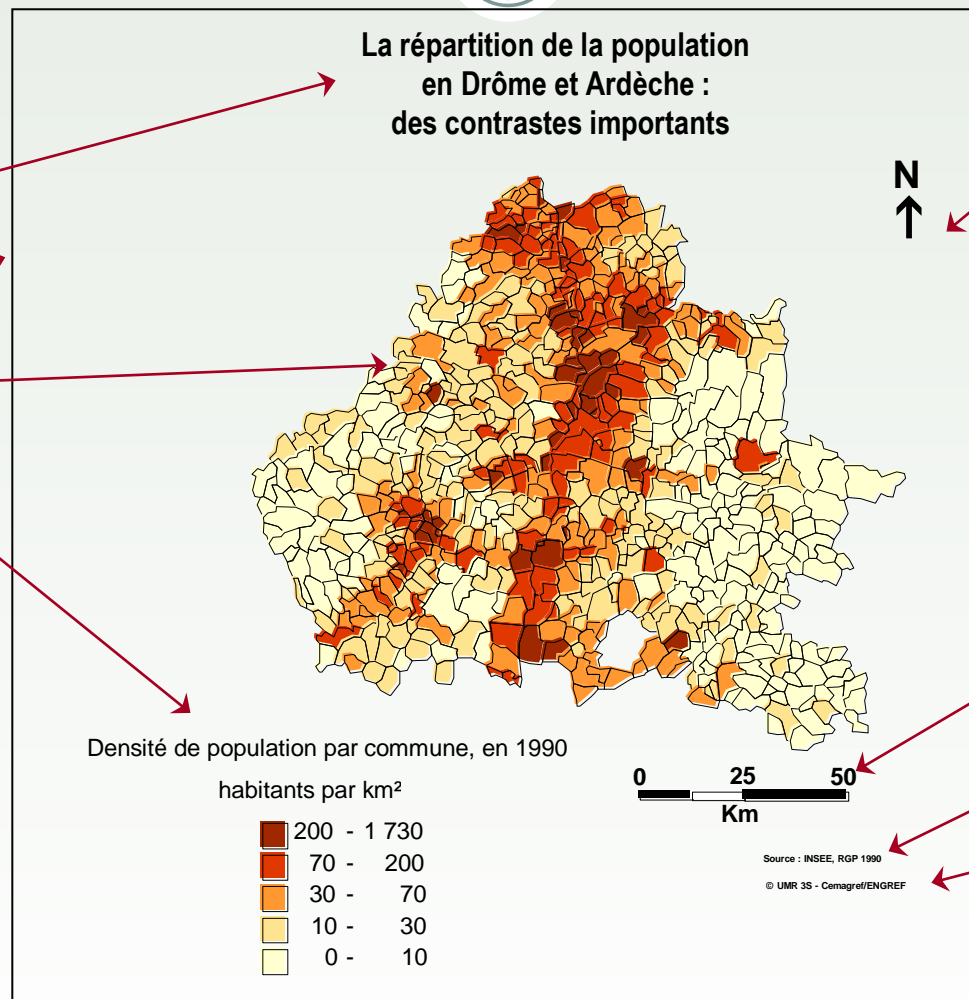 La répartition de la population
en Drôme et Ardèche :
des contrastes importants
N
Densité de population par commune, en 1990
habitants par km²
200 - 1 730
70 - 200
30 - 70
10 - 30
0 - 10
0 25 50
Km
Source : INSEE, RGP 1990
© UMR 3S - Cemagref/ENGREF